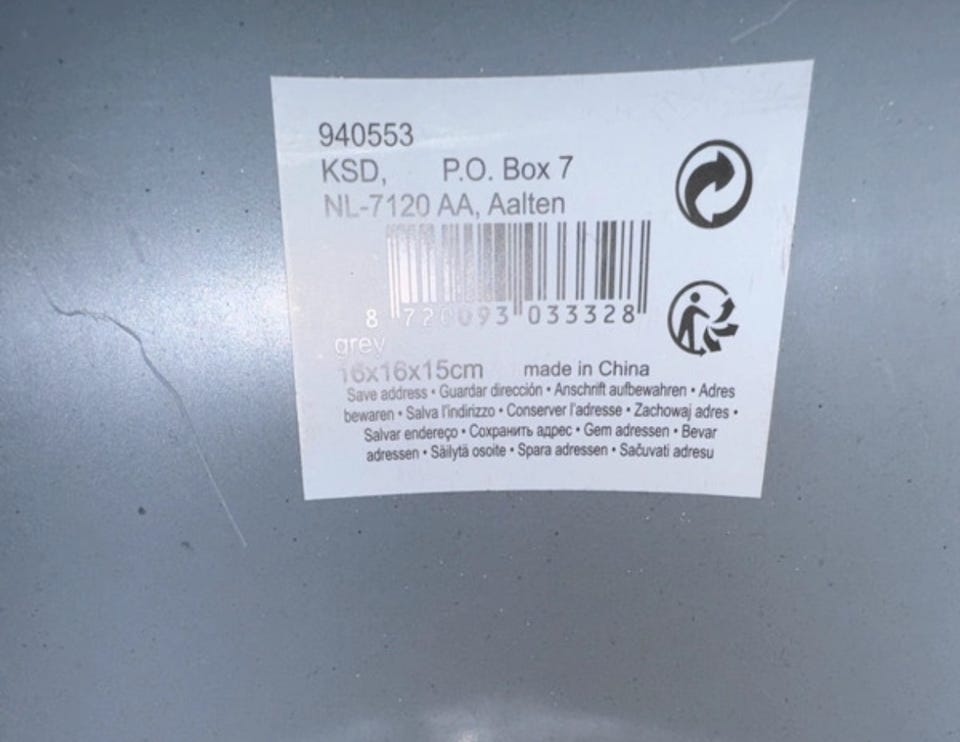 940553
KSD, P.O. Box 7
NL-7120 AA, Aalten
8 720093 033328
grey
16x16x15cm made in China
Save address • Guardar dirección • Anschrift aufbewahren • Adres
bewaren • Salva l'indirizzo • Conserver l'adresse • Zachowaj adres •
Salvar endereço • Сохранить адрес • Gem adressen • Bevar
adressen • Säilytä osoite • Spara adressen • Sačuvati adresu